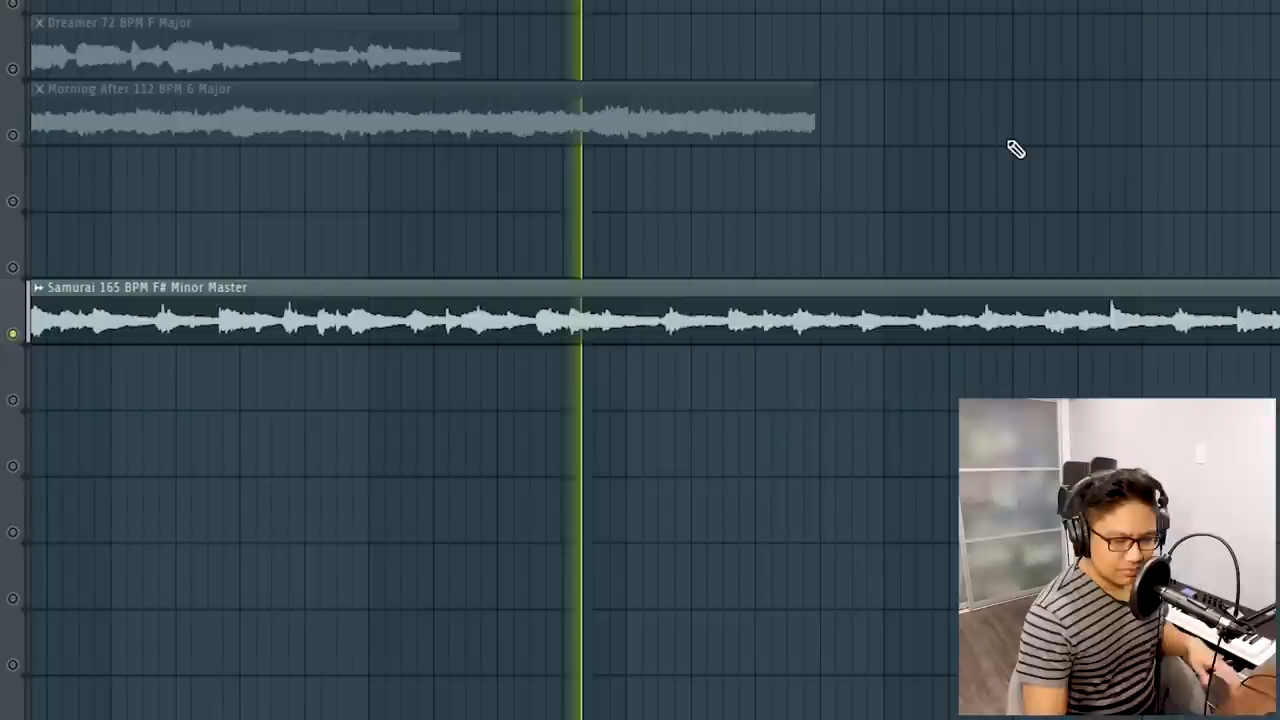 Dreamer 72 BPM F Major
Morning After 112 BPM G Major
Samurai 165 BPM F# Minor Master